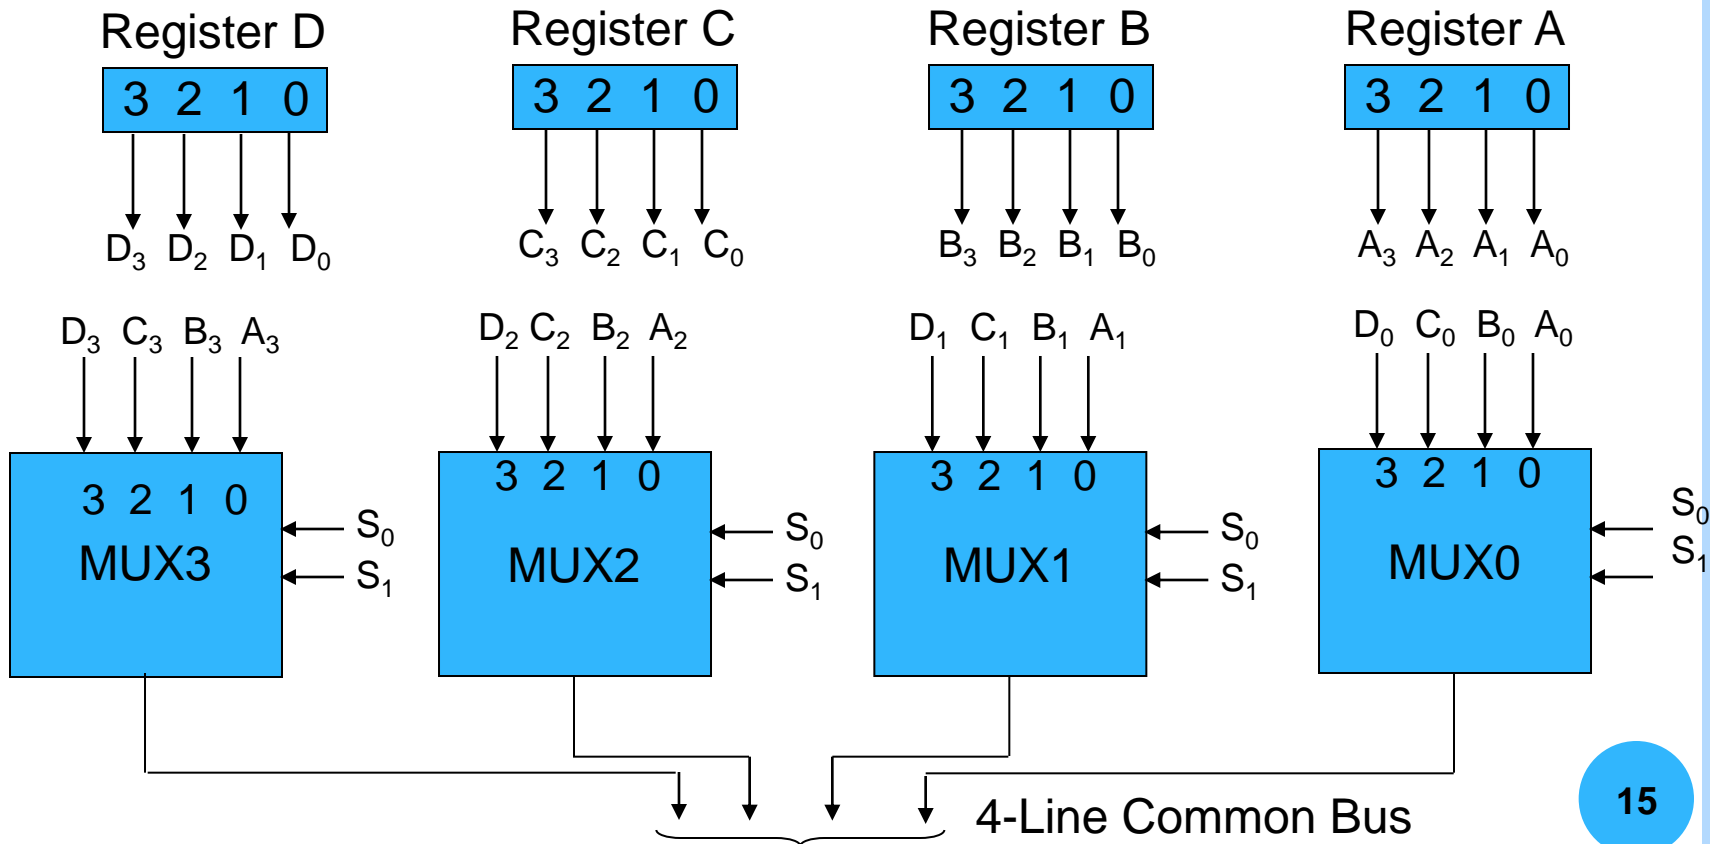 Register D Register C Register B Register A
3 2 1 0 3 2 1 0 3 2 1 0 3 2 1 0
D₃ D₂ D₁ D₀ C₃ C₂ C₁ C₀ B₃ B₂ B₁ B₀ A₃ A₂ A₁ A₀
D₃ C₃ B₃ A₃ D₂ C₂ B₂ A₂ D₁ C₁ B₁ A₁ D₀ C₀ B₀ A₀
3 2 1 0 3 2 1 0 3 2 1 0 3 2 1 0
S₀ S₀ S₀ S₀
MUX3 MUX2 MUX1 MUX0
S₁ S₁ S₁ S₁
4-Line Common Bus
15